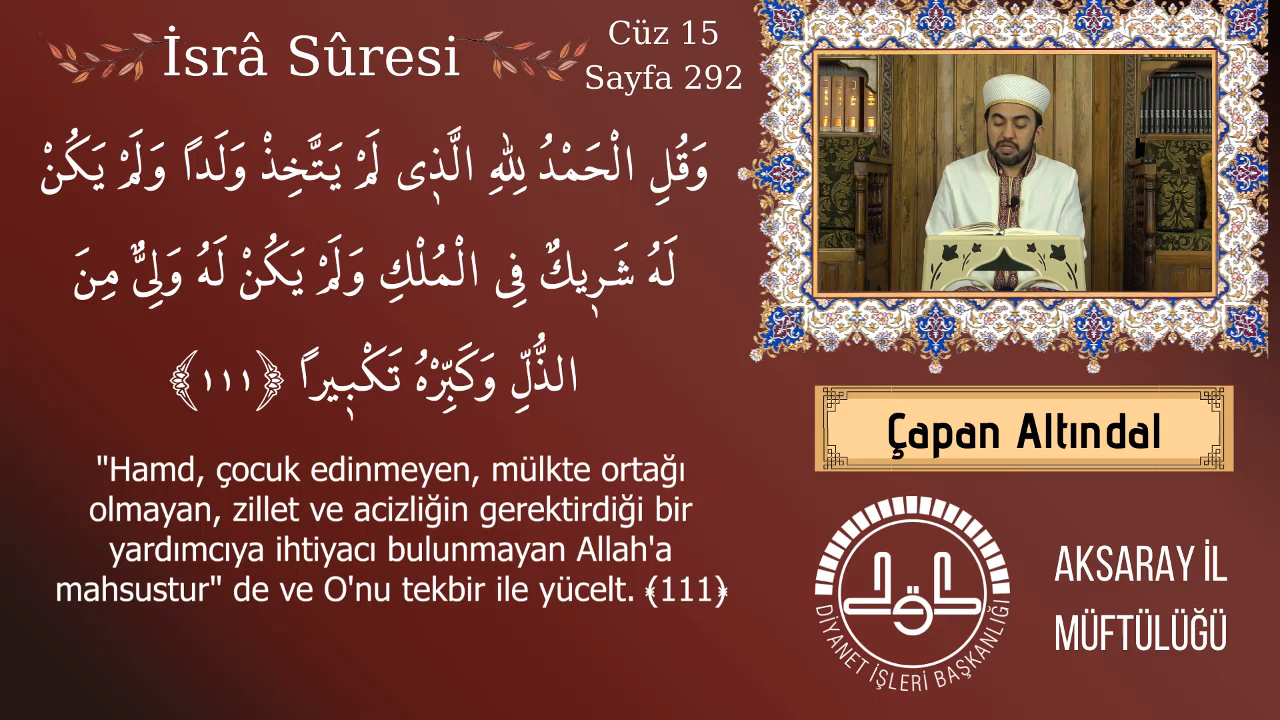 İsrâ Sûresi
Cüz 15
Sayfa 292
وَقُلِ الْحَمْدُ لِلّٰهِ الَّذٖى لَمْ يَتَّخِذْ وَلَداً وَلَمْ يَكُنْ
لَهُ شَرٖيكٌ فِى الْمُلْكِ وَلَمْ يَكُنْ لَهُ وَلِىٌّ مِنَ
الذُّلِّ وَكَبِّرْهُ تَكْبٖيراً ﴿١١١﴾
"Hamd, çocuk edinmeyen, mülkte ortağı
olmayan, zillet ve acizliğin gerektirdiği bir
yardımcıya ihtiyacı bulunmayan Allah'a
mahsustur" de ve O'nu tekbir ile yücelt. ﴾111﴿
Çapan Altındal
DİYANET İŞLERİ BAŞKANLIĞI
AKSARAY İL
MÜFTÜLÜĞÜ